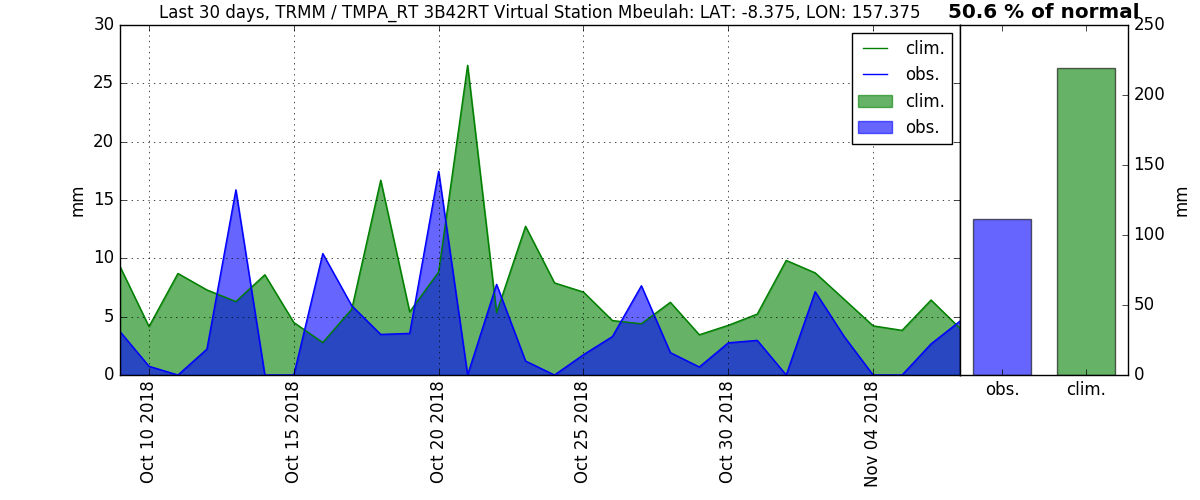 Last 30 days, TRMM / TMPA_RT 3B42RT Virtual Station Mbeulah: LAT: -8.375, LON: 157.375
50.6 % of normal
30
25
20
15
10
5
0
mm
clim.
obs.
clim.
obs.
Oct 10 2018
Oct 15 2018
Oct 20 2018
Oct 25 2018
Oct 30 2018
Nov 04 2018
250
200
150
100
50
0
mm
obs.
clim.